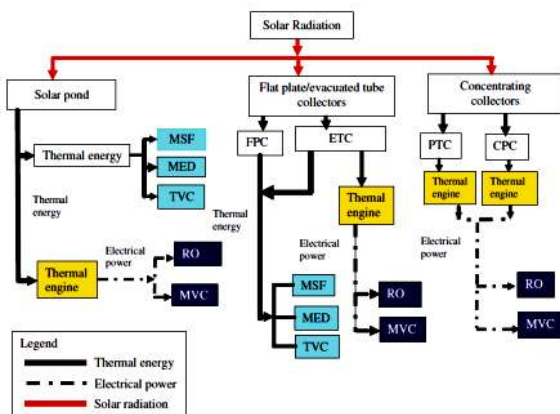 Solar Radiation
Solar pond
Flat plate/evacuated tube
collectors
Concentrating
collectors
FPC
ETC
PTC
CPC
Thermal energy
MSF
MED
TVC
Thermal
energy
Thermal
engine
Electrical
power
RO
MVC
Thermal
energy
Thermal
engine
Electrical
power
MSF
MED
TVC
RO
MVC
Thermal
engine
Thermal
engine
Electrical
power
RO
MVC
Legend
Thermal energy
Electrical power
Solar radiation